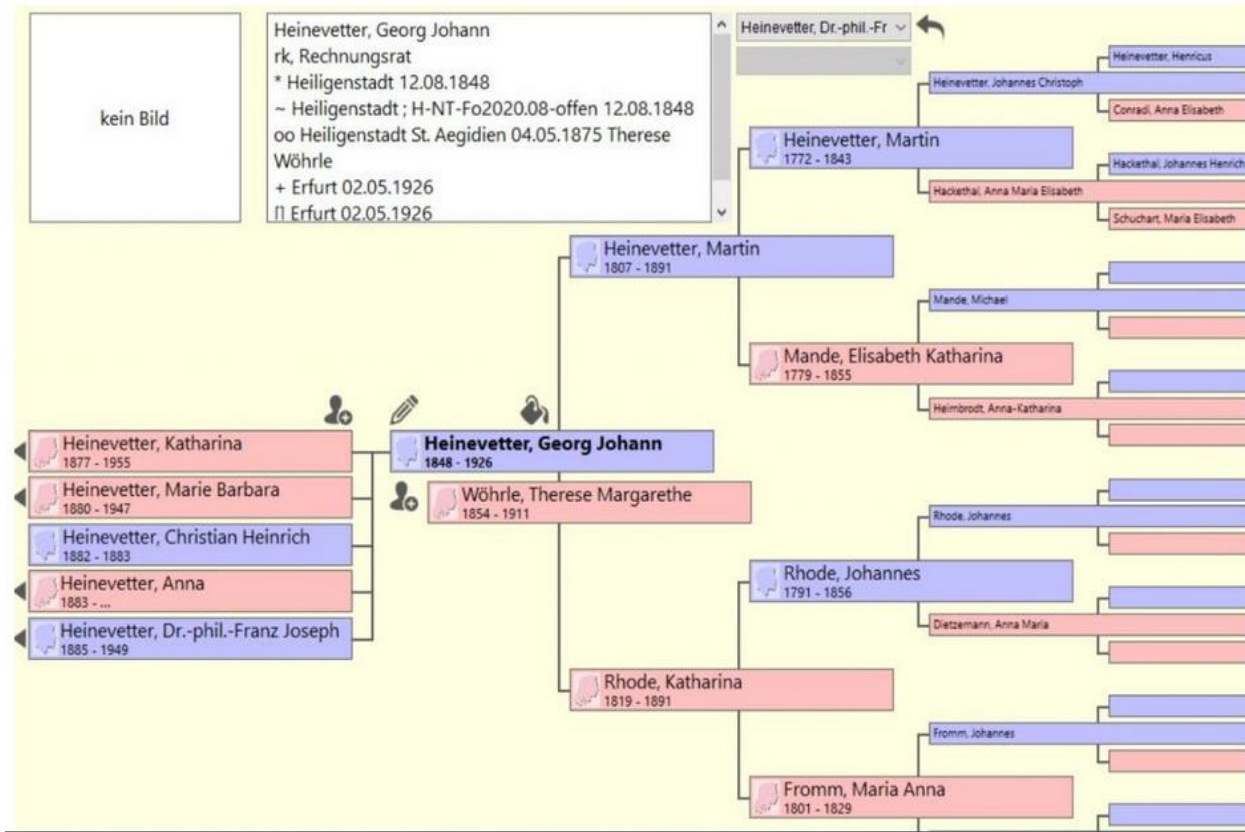 kein Bild
Heinevetter, Georg Johann
rk, Rechnungsrat
* Heiligenstadt 12.08.1848
~ Heiligenstadt ; H-NT-Fo2020.08-offen 12.08.1848
oo Heiligenstadt St. Aegidien 04.05.1875 Therese
Wöhrle
+ Erfurt 02.05.1926
[] Erfurt 02.05.1926
Heinevetter, Dr.-phil.-Fr
Heinevetter, Katharina
1877 - 1955
Heinevetter, Marie Barbara
1880 - 1947
Heinevetter, Christian Heinrich
1882 - 1883
Heinevetter, Anna
1883 - ...
Heinevetter, Dr.-phil.-Franz Joseph
1885 - 1949
Heinevetter, Georg Johann
1848 - 1926
Wöhrle, Therese Margarethe
1854 - 1911
Heinevetter, Martin
1807 - 1891
Rhode, Katharina
1819 - 1891
Heinevetter, Martin
1772 - 1843
Mande, Elisabeth Katharina
1779 - 1855
Rhode, Johannes
1791 - 1856
Fromm, Maria Anna
1801 - 1829
Heinevetter, Johannes Christoph
Hackethal, Anna Maria Elisabeth
Mande, Michael
Heimbrodt, Anna-Katharina
Rhode, Johannes
Dietzemann, Anna Maria
Fromm, Johannes
Heinevetter, Henricus
Conradi, Anna Elisabeth
Hackethal, Johannes Henrich
Schuchart, Maria Elisabeth